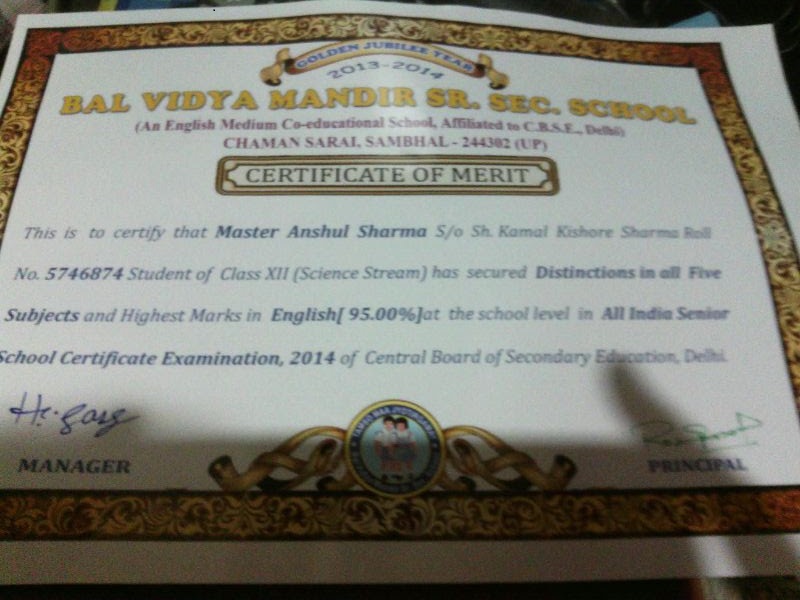 GOLDEN JUBILEE YEAR
2013-2014
BAL VIDYA MANDIR SR. SEC. SCHOOL
(An English Medium Co-educational School, Affiliated to C.B.S.E., Delhi)
CHAMAN SARAI, SAMBHAL - 244302 (UP)
CERTIFICATE OF MERIT
This is to certify that Master Anshul Sharma S/o Sh. Kamal Kishore Sharma Roll
No. 5746874 Student of Class XII (Science Stream) has secured Distinctions in all Five
Subjects and Highest Marks in English[ 95.00%]at the school level in All India Senior
School Certificate Examination, 2014 of Central Board of Secondary Education, Delhi.
MANAGER
PRINCIPAL